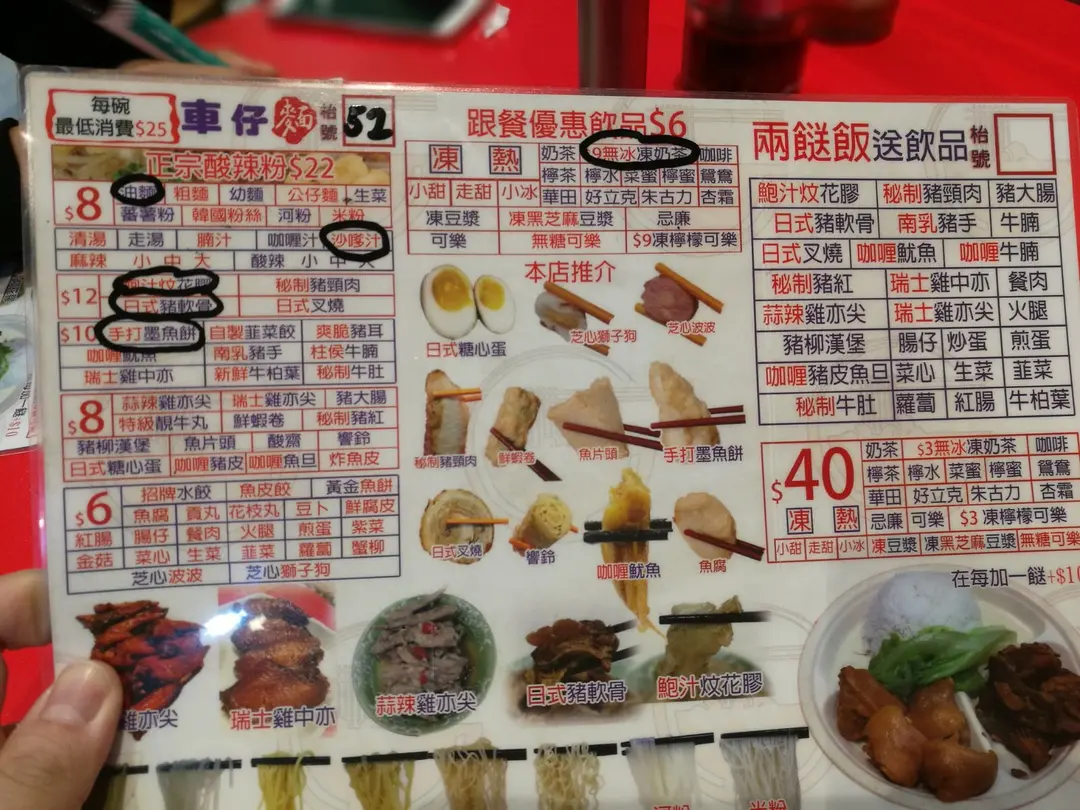 每碗
最低消費$25
車仔麵
枱號
52
正宗酸辣粉$22
$8
油麵 粗麵 幼麵 公仔麵 生菜
蕃薯粉 韓國粉絲 河粉 米粉
清湯 走湯 腩汁 咖喱汁 沙嗲汁
麻辣 小 中 大 酸辣 小 中 大
$12
鮑汁炆花膠 秘制豬頸肉
日式豬軟骨 日式叉燒
$10
手打墨魚餅 自製韮菜餃 爽脆豬耳
咖喱魷魚 南乳豬手 柱侯牛腩
瑞士雞中亦 新鮮牛柏葉 秘制牛肚
$8
蒜辣雞亦尖 瑞士雞亦尖 豬大腸
特級靚牛丸 鮮蝦卷 秘制豬紅
豬柳漢堡 魚片頭 酸齋 響鈴
日式糖心蛋 咖喱豬皮 咖喱魚旦 炸魚皮
$6
招牌水餃 魚皮餃 黃金魚餅
魚腐 貢丸 花枝丸 豆卜 鮮腐皮
紅腸 腸仔 餐肉 火腿 煎蛋 紫菜
金菇 菜心 生菜 韮菜 蘿蔔 蟹柳
芝心波波 芝心獅子狗
跟餐優惠飲品$6
凍 熱
奶茶 9無冰凍奶茶 咖啡
檸茶 檸水 菜蜜 檸蜜 鴛鴦
小甜 走甜 小冰 華田 好立克 朱古力 杏霜
凍豆漿 凍黑芝麻豆漿 忌廉
可樂 無糖可樂 $9凍檸檬可樂
本店推介
日式糖心蛋
芝心獅子狗
芝心波波
秘制豬頸肉
鮮蝦卷
魚片頭
手打墨魚餅
日式叉燒
響鈴
咖喱魷魚
魚腐
兩餸飯送飲品
枱號
鮑汁炆花膠 秘制豬頸肉 豬大腸
日式豬軟骨 南乳豬手 牛腩
日式叉燒 咖喱魷魚 咖喱牛腩
秘制豬紅 瑞士雞中亦 餐肉
蒜辣雞亦尖 瑞士雞亦尖 火腿
豬柳漢堡 腸仔 炒蛋 煎蛋
咖喱豬皮魚旦 菜心 生菜 韮菜
秘制牛肚 蘿蔔 紅腸 牛柏葉
$40
奶茶 $3無冰凍奶茶 咖啡
檸茶 檸水 菜蜜 檸蜜 鴛鴦
華田 好立克 朱古力 杏霜
凍 熱
忌廉 可樂 $3 凍檸檬可樂
小甜 走甜 小冰 凍豆漿 凍黑芝麻豆漿 無糖可樂
在每加一餸+$10
雞亦尖
瑞士雞中亦
蒜辣雞亦尖
日式豬軟骨
鮑汁炆花膠
河粉
米粉